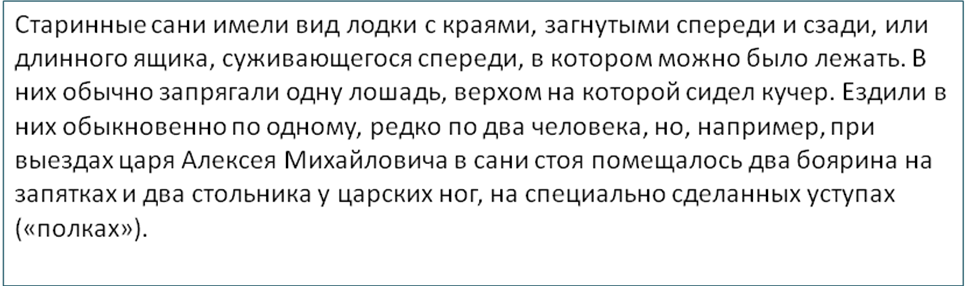 Старинные сани имели вид лодки с краями, загнутыми спереди и сзади, или
длинного ящика, суживающегося спереди, в котором можно было лежать. В
них обычно запрягали одну лошадь, верхом на которой сидел кучер. Ездили в
них обыкновенно по одному, редко по два человека, но, например, при
выездах царя Алексея Михайловича в сани стоя помещалось два боярина на
запятках и два стольника у царских ног, на специально сделанных уступах
(«полках»).